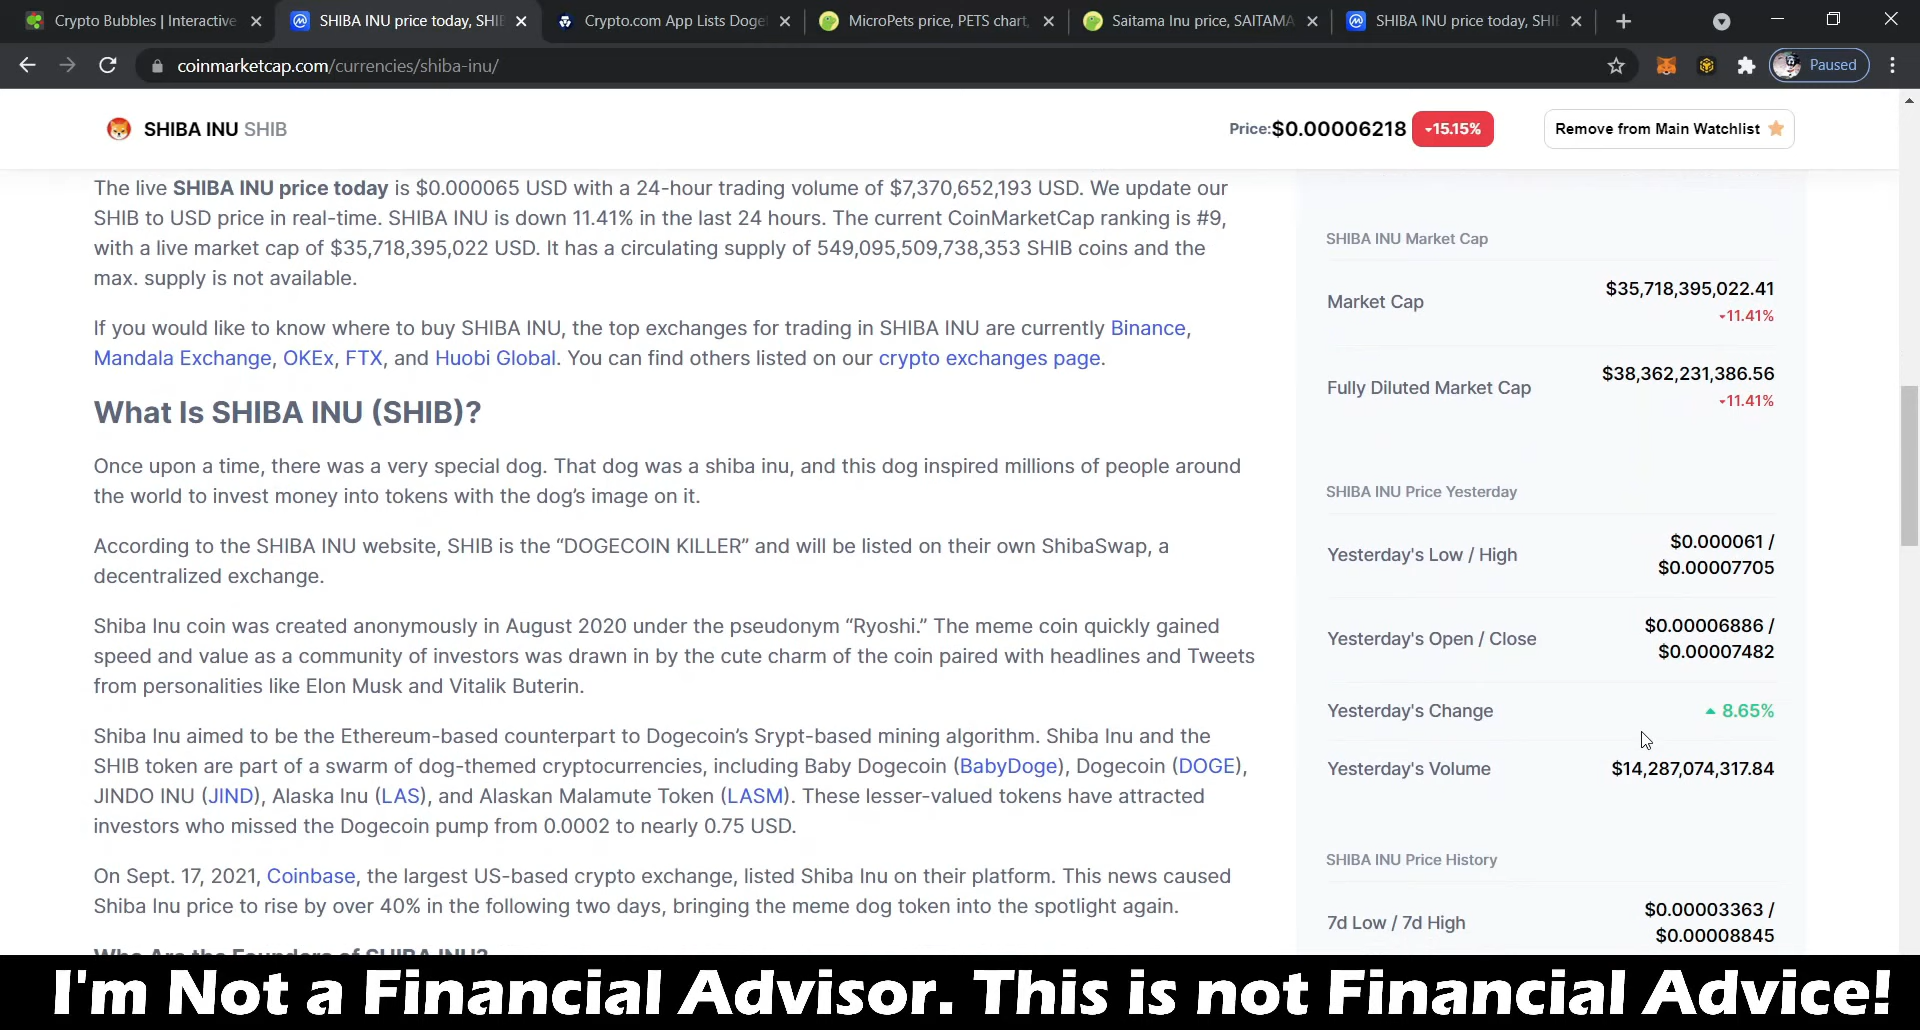 Crypto Bubbles | Interactive
SHIBA INU price today, SHIB
Crypto.com App Lists Doge
MicroPets price, PETS chart,
Saitama Inu price, SAITAMA
SHIBA INU price today, SHIB
coinmarketcap.com/currencies/shiba-inu/
Paused
SHIBA INU SHIB
Price:$0.00006218
15.15%
Remove from Main Watchlist
The live SHIBA INU price today is $0.000065 USD with a 24-hour trading volume of $7,370,652,193 USD. We update our
SHIB to USD price in real-time. SHIBA INU is down 11.41% in the last 24 hours. The current CoinMarketCap ranking is #9,
with a live market cap of $35,718,395,022 USD. It has a circulating supply of 549,095,509,738,353 SHIB coins and the
max. supply is not available.
If you would like to know where to buy SHIBA INU, the top exchanges for trading in SHIBA INU are currently Binance,
Mandala Exchange, OKEx, FTX, and Huobi Global. You can find others listed on our crypto exchanges page.
What Is SHIBA INU (SHIB)?
Once upon a time, there was a very special dog. That dog was a shiba inu, and this dog inspired millions of people around
the world to invest money into tokens with the dog's image on it.
According to the SHIBA INU website, SHIB is the “DOGECOIN KILLER” and will be listed on their own ShibaSwap, a
decentralized exchange.
Shiba Inu coin was created anonymously in August 2020 under the pseudonym “Ryoshi.” The meme coin quickly gained
speed and value as a community of investors was drawn in by the cute charm of the coin paired with headlines and Tweets
from personalities like Elon Musk and Vitalik Buterin.
Shiba Inu aimed to be the Ethereum-based counterpart to Dogecoin's Srypt-based mining algorithm. Shiba Inu and the
SHIB token are part of a swarm of dog-themed cryptocurrencies, including Baby Dogecoin (BabyDoge), Dogecoin (DOGE),
JINDO INU (JIND), Alaska Inu (LAS), and Alaskan Malamute Token (LASM). These lesser-valued tokens have attracted
investors who missed the Dogecoin pump from 0.0002 to nearly 0.75 USD.
On Sept. 17, 2021, Coinbase, the largest US-based crypto exchange, listed Shiba Inu on their platform. This news caused
Shiba Inu price to rise by over 40% in the following two days, bringing the meme dog token into the spotlight again.
Who Are the Founders of SHIBA INU?
SHIBA INU Market Cap
Market Cap
$35,718,395,022.41
11.41%
Fully Diluted Market Cap
$38,362,231,386.56
11.41%
SHIBA INU Price Yesterday
Yesterday's Low / High
$0.000061 /
$0.00007705
Yesterday's Open / Close
$0.00006886 /
$0.00007482
Yesterday's Change
8.65%
Yesterday's Volume
$14,287,074,317.84
SHIBA INU Price History
7d Low / 7d High
$0.00003363 /
$0.00008845
I'm Not a Financial Advisor. This is not Financial Advice!